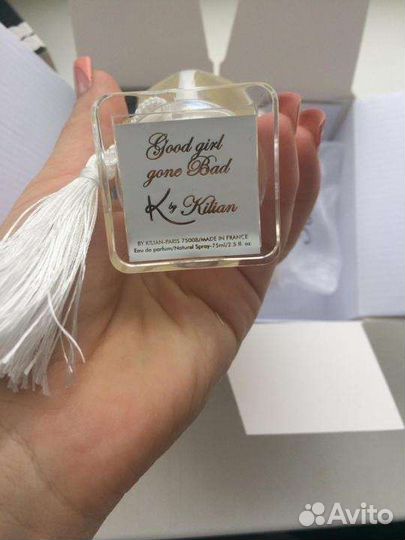 Good girl
gone Bad
K by Kilian
BY KILIAN-PARIS 75008/MADE IN FRANCE
Eau de parfum/Natural Spray-75ml/2.5 fl. oz
Avito